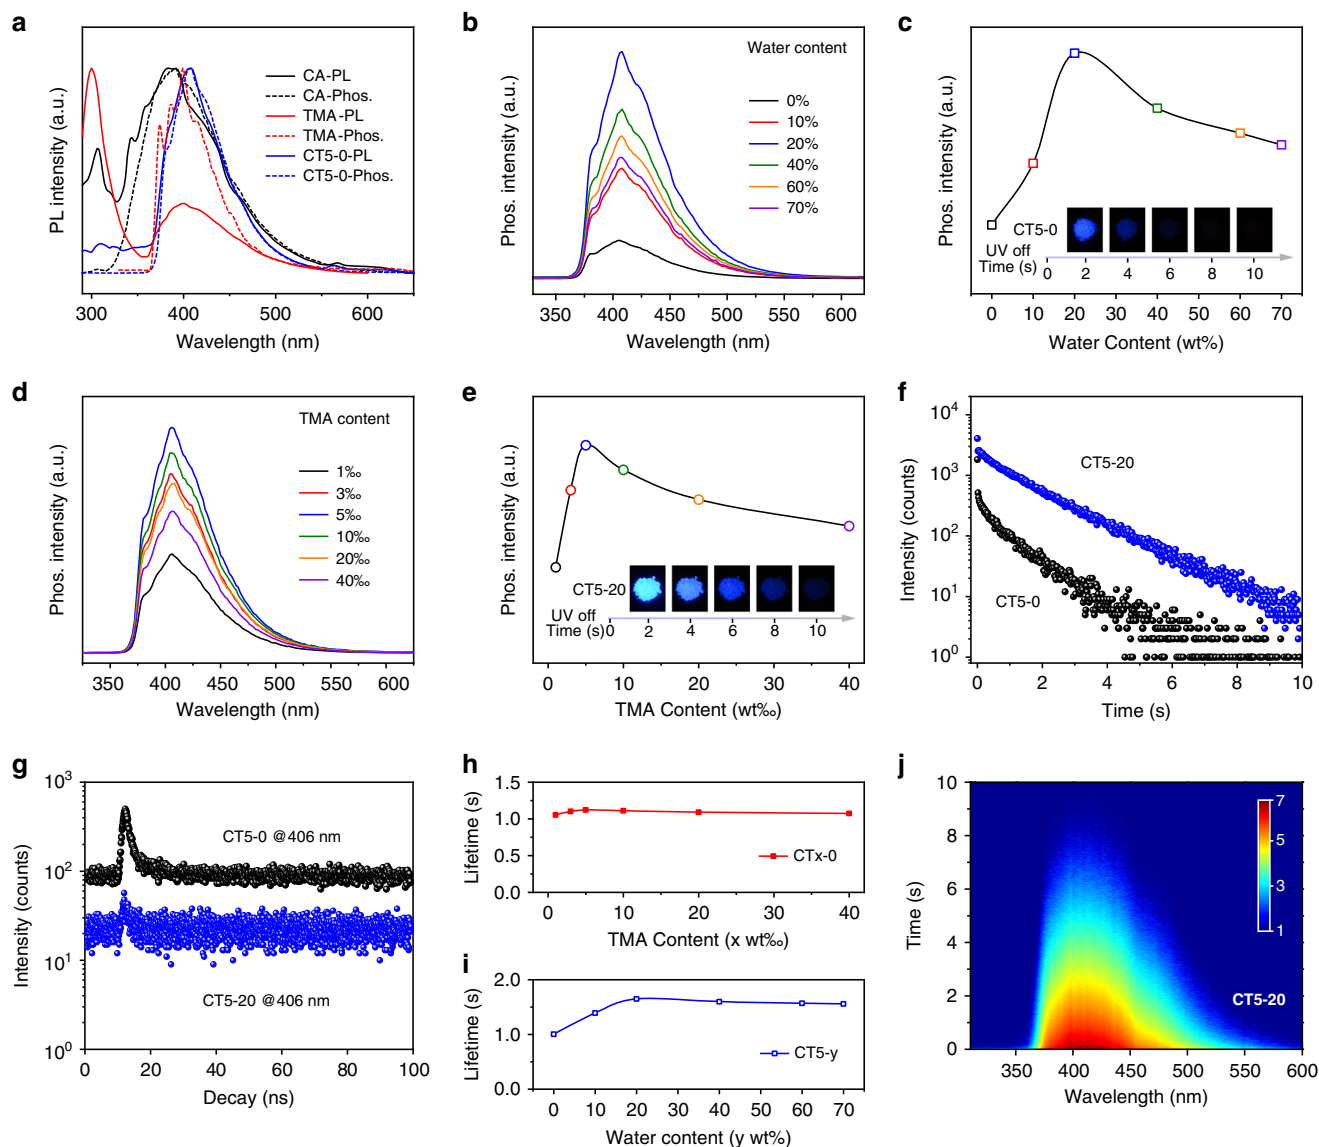 a
PL intensity (a.u.)
CA-PL
CA-Phos.
TMA-PL
TMA-Phos.
CT5-0-PL
CT5-0-Phos.
290 400 500 600
Wavelength (nm)
b
Phos. intensity (a.u.)
Water content
0%
10%
20%
40%
60%
70%
350 400 450 500 550 600
Wavelength (nm)
c
Phos. intensity (a.u.)
CT5-0
UV off
Time (s)
0 2 4 6 8 10
0 10 20 30 40 50 60 70
Water Content (wt%)
d
Phos. intensity (a.u.)
TMA content
1‰
3‰
5‰
10‰
20‰
40‰
350 400 450 500 550 600
Wavelength (nm)
e
Phos. intensity (a.u.)
CT5-20
UV off
Time (s)
0 2 4 6 8 10
0 10 20 30 40
TMA Content (wt‰)
f
Intensity (counts)
10⁴
10³
10²
10¹
10⁰
CT5-20
CT5-0
0 2 4 6 8 10
Time (s)
g
Intensity (counts)
10³
10²
10¹
10⁰
CT5-0 @406 nm
CT5-20 @406 nm
0 20 40 60 80 100
Decay (ns)
h
Lifetime (s)
1.5
1.0
0.5
0.0
CTx-0
0 10 20 30 40
TMA Content (x wt‰)
i
Lifetime (s)
2.0
1.0
0.0
CT5-y
0 10 20 30 40 50 60 70
Water content (y wt%)
j
Time (s)
10
8
6
4
2
0
7
5
3
1
CT5-20
350 400 450 500 550 600
Wavelength (nm)